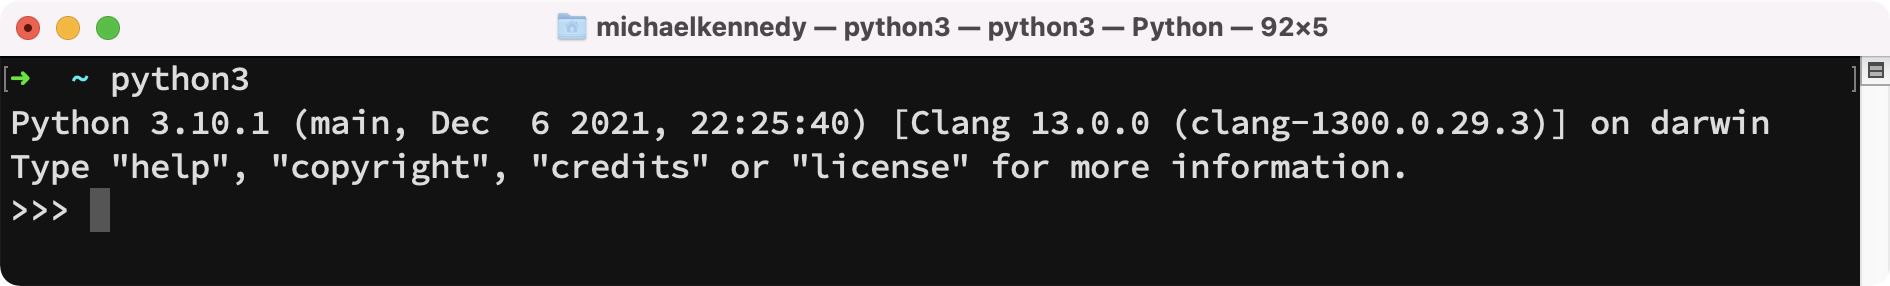 michaelkennedy — python3 — python3 — Python — 92×5
[➜  ~ python3 ]
Python 3.10.1 (main, Dec  6 2021, 22:25:40) [Clang 13.0.0 (clang-1300.0.29.3)] on darwin
Type "help", "copyright", "credits" or "license" for more information.
>>>